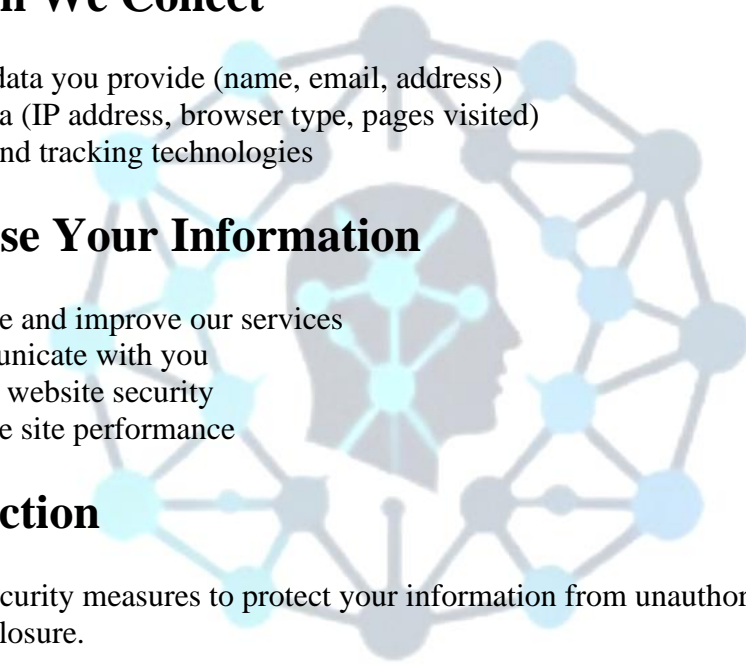 We Collect
data you provide (name, email, address)
a (IP address, browser type, pages visited)
nd tracking technologies
se Your Information
e and improve our services
unicate with you
website security
e site performance
ction
curity measures to protect your information from unauthor
losure.